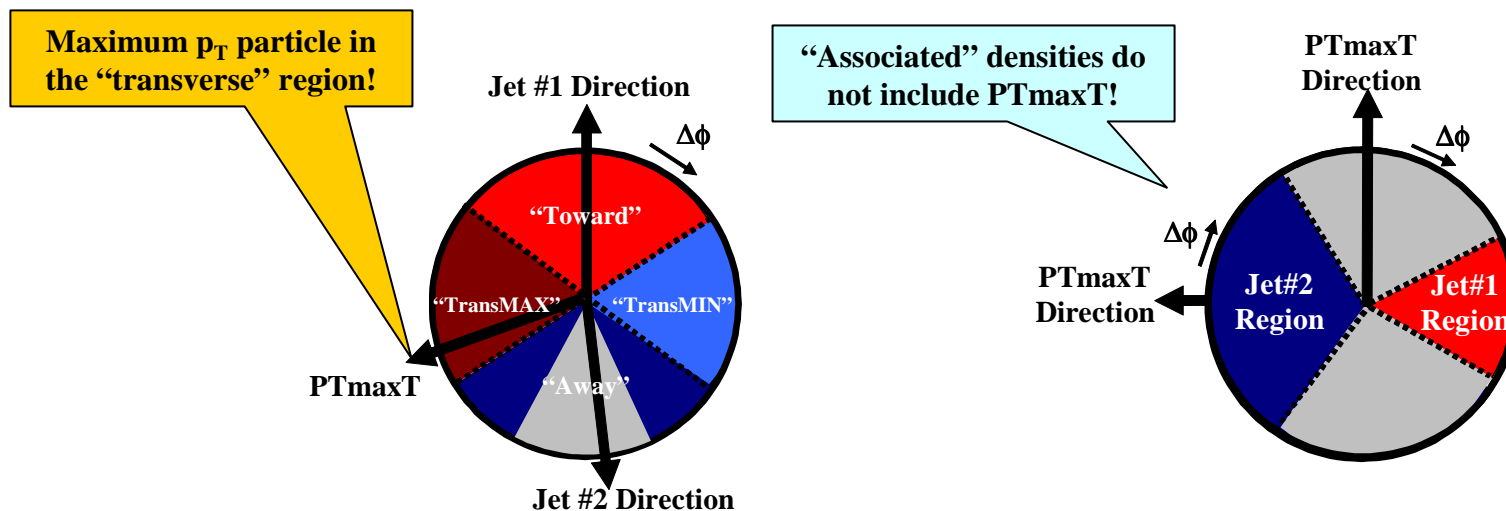 Maximum pT particle in
the “transverse” region!
Jet #1 Direction
Δϕ
“Toward”
“TransMAX”
“TransMIN”
“Away”
PTmaxT
Jet #2 Direction
“Associated” densities do
not include PTmaxT!
PTmaxT
Direction
Δϕ
Δϕ
PTmaxT
Direction
Jet#2
Region
Jet#1
Region